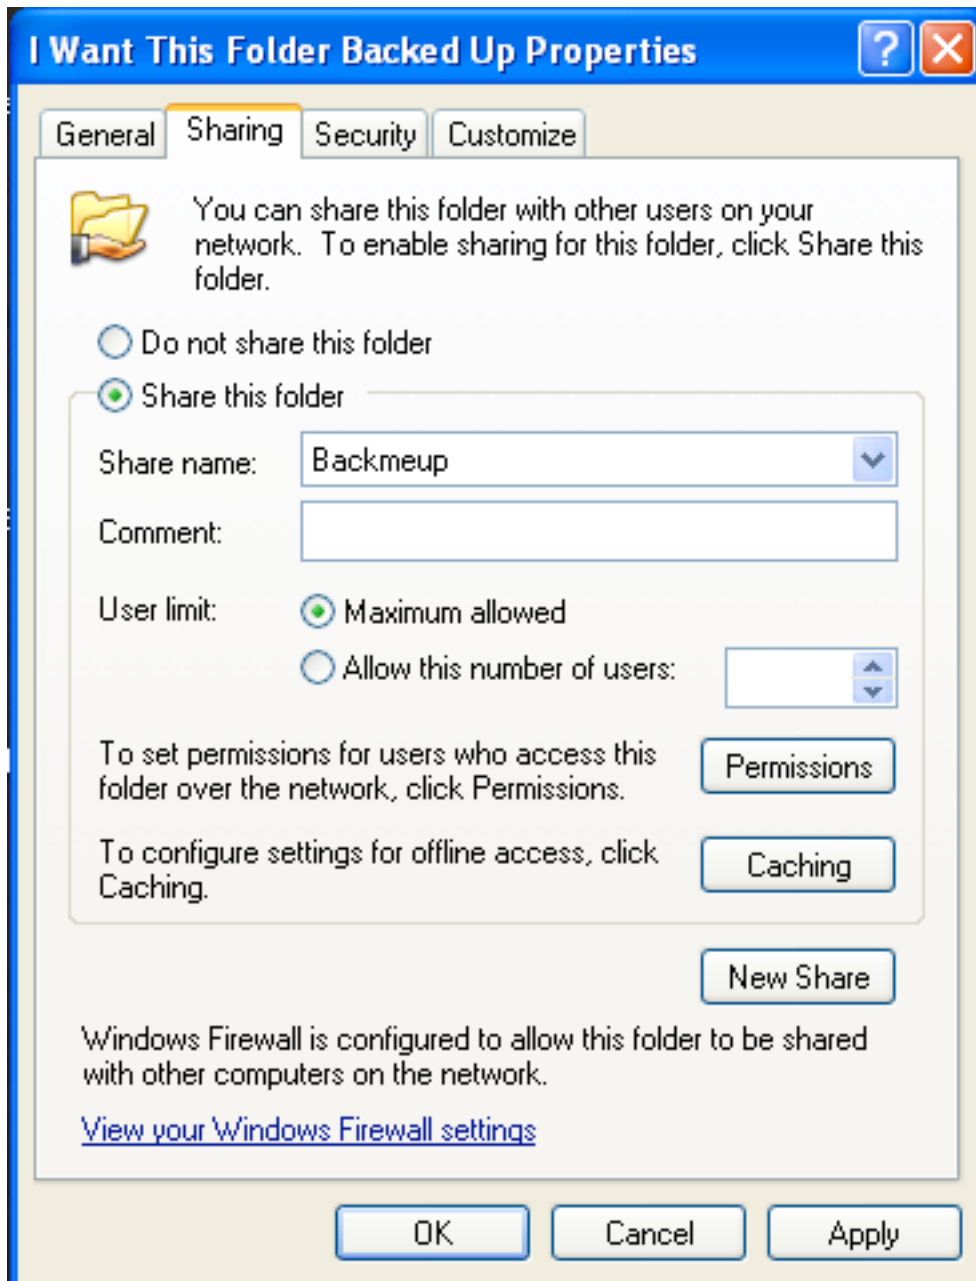 I Want This Folder Backed Up Properties
General Sharing Security Customize
You can share this folder with other users on your
network. To enable sharing for this folder, click Share this
folder.
Do not share this folder
Share this folder
Share name: Backmeup
Comment:
User limit: Maximum allowed
Allow this number of users:
To set permissions for users who access this
folder over the network, click Permissions.
Permissions
To configure settings for offline access, click
Caching.
Caching
New Share
Windows Firewall is configured to allow this folder to be shared
with other computers on the network.
View your Windows Firewall settings
OK Cancel Apply